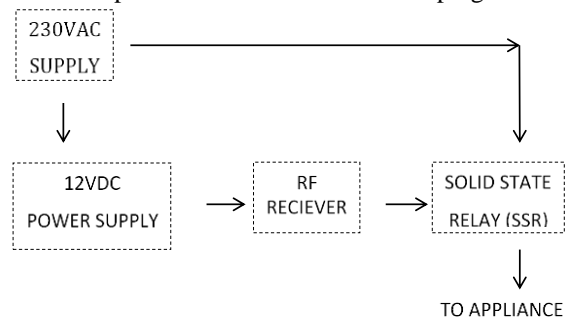 230VAC
SUPPLY
12VDC
POWER SUPPLY
RF
RECIEVER
SOLID STATE
RELAY (SSR)
TO APPLIANCE